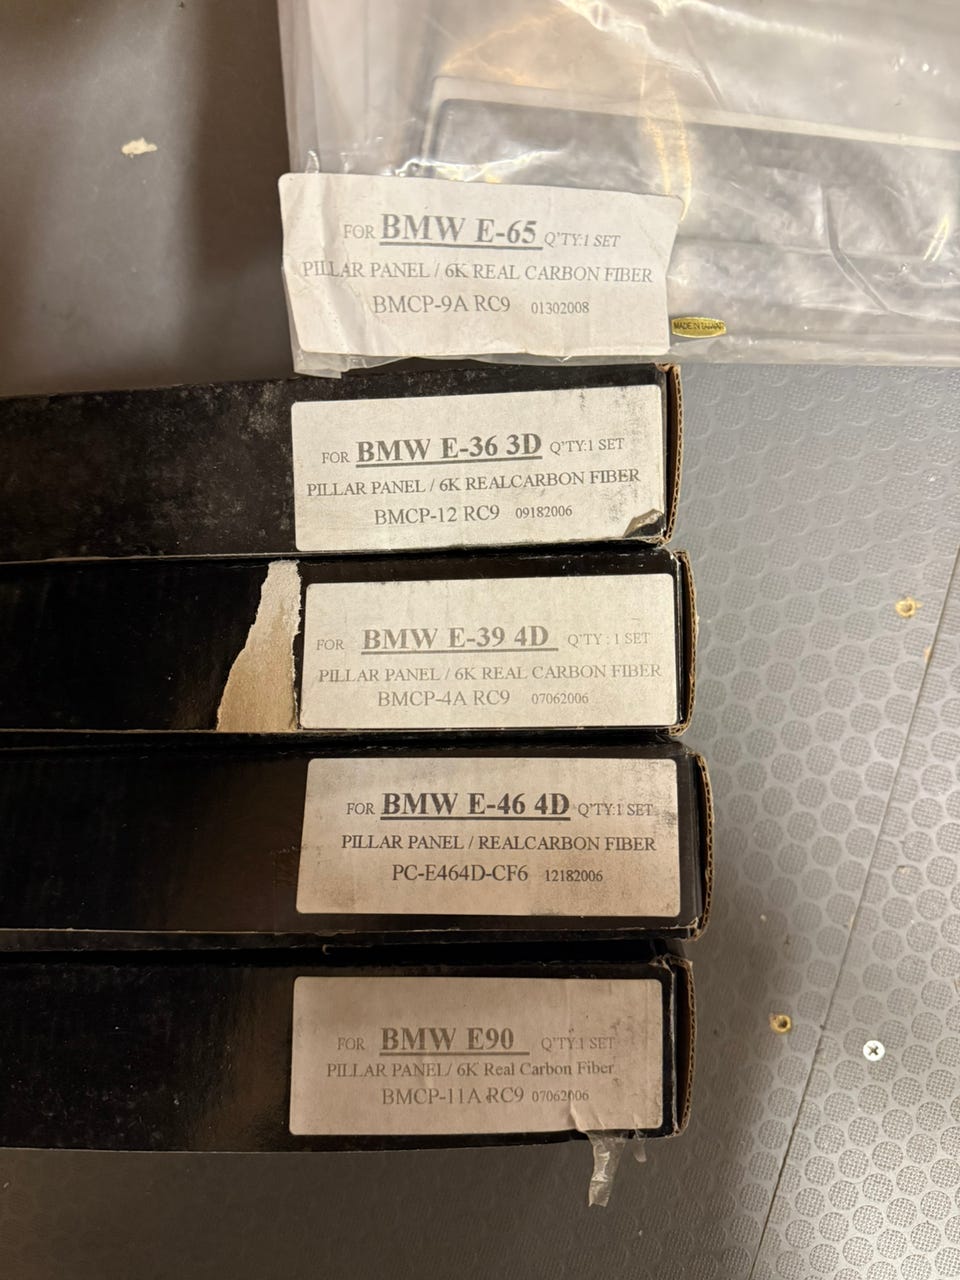 FOR BMW E-65 Q'TY:1 SET
PILLAR PANEL / 6K REAL CARBON FIBER
BMCP-9A RC9 01302008
MADE IN TAIWAN
FOR BMW E-36 3D Q'TY:1 SET
PILLAR PANEL / 6K REALCARBON FIBER
BMCP-12 RC9 09182006
FOR BMW E-39 4D Q'TY : 1 SET
PILLAR PANEL / 6K REAL CARBON FIBER
BMCP-4A RC9 07062006
FOR BMW E-46 4D Q'TY:1 SET
PILLAR PANEL / REALCARBON FIBER
PC-E464D-CF6 12182006
FOR BMW E90 Q'TY:1 SET
PILLAR PANEL/ 6K Real Carbon Fiber
BMCP-11A RC9 07062006